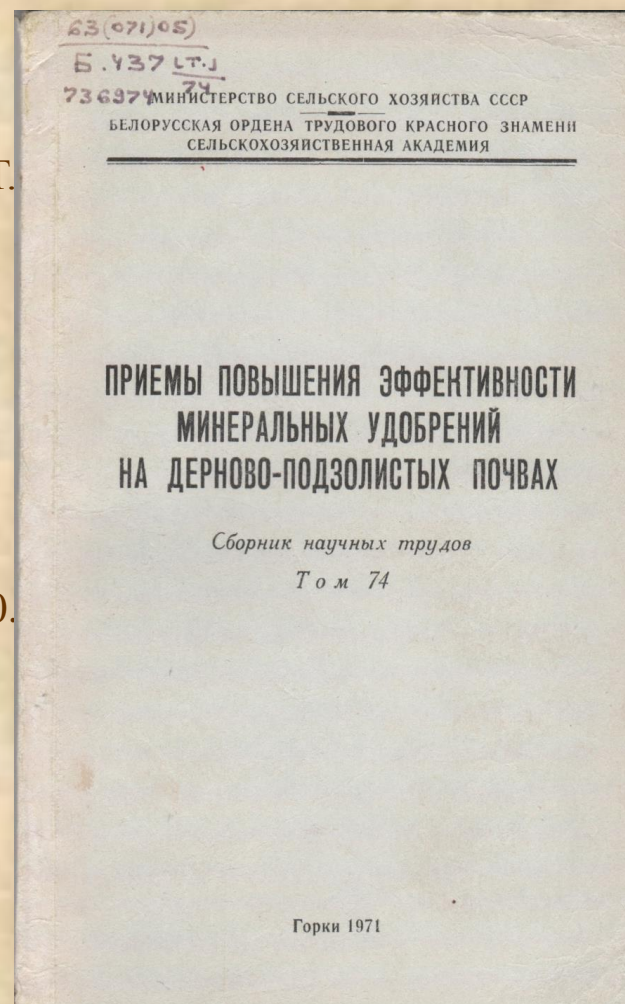 63(071)05)
Б.437 (т.)
74
736974
МИНИСТЕРСТВО СЕЛЬСКОГО ХОЗЯЙСТВА СССР
БЕЛОРУССКАЯ ОРДЕНА ТРУДОВОГО КРАСНОГО ЗНАМЕНИ
СЕЛЬСКОХОЗЯЙСТВЕННАЯ АКАДЕМИЯ
ПРИЕМЫ ПОВЫШЕНИЯ ЭФФЕКТИВНОСТИ
МИНЕРАЛЬНЫХ УДОБРЕНИЙ
НА ДЕРНОВО-ПОДЗОЛИСТЫХ ПОЧВАХ
Сборник научных трудов
Том 74
Горки 1971